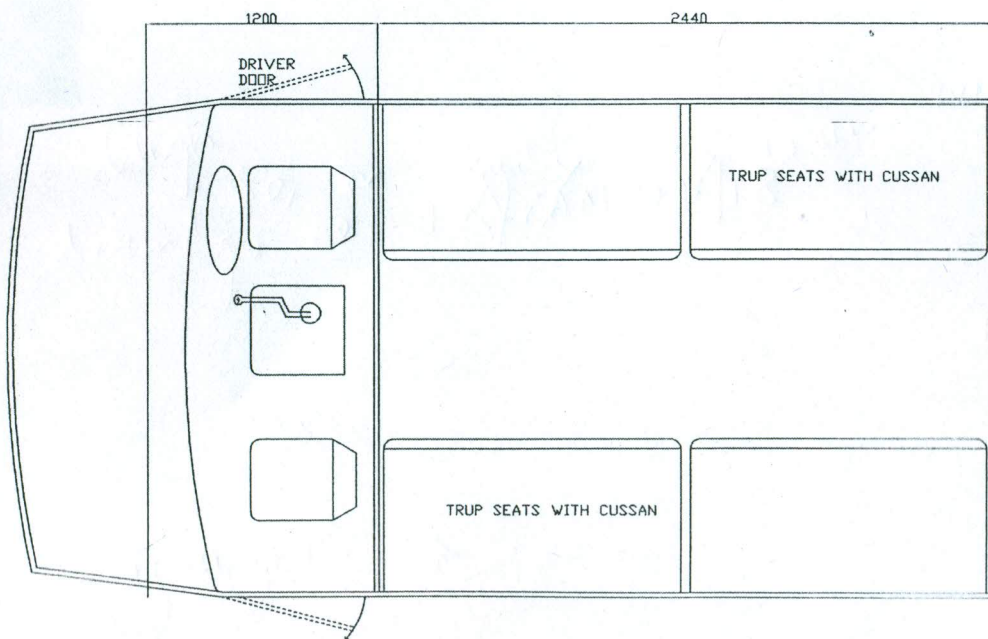 1200
2440
DRIVER
DOOR
TRUP SEATS WITH CUSSAN
TRUP SEATS WITH CUSSAN